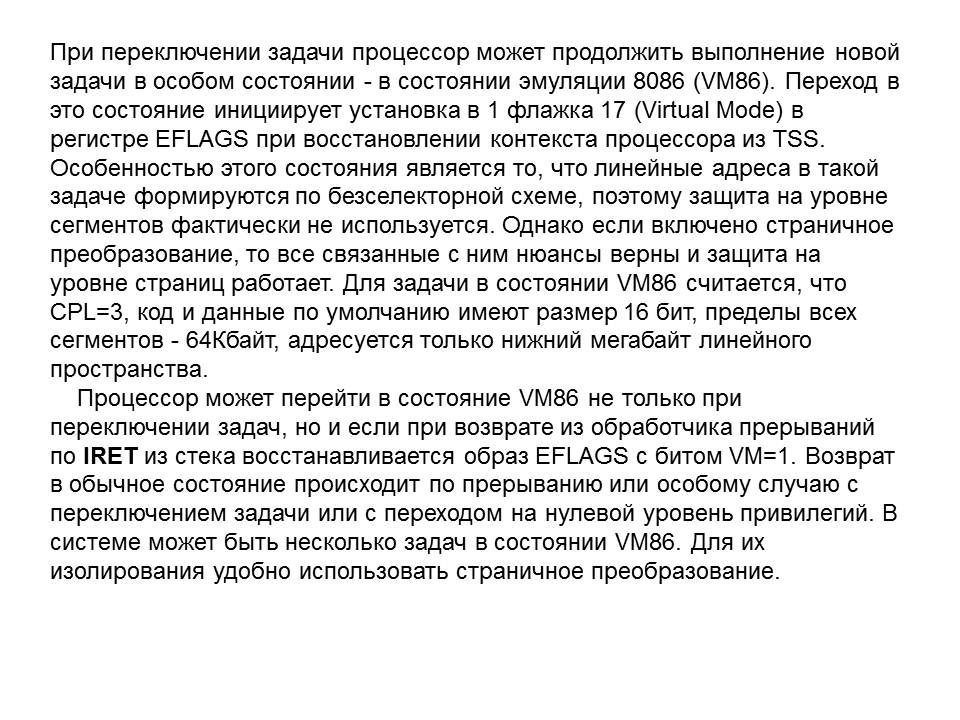 При переключении задачи процессор может продолжить выполнение новой
задачи в особом состоянии - в состоянии эмуляции 8086 (VM86). Переход в
это состояние инициирует установка в 1 флажка 17 (Virtual Mode) в
регистре EFLAGS при восстановлении контекста процессора из TSS.
Особенностью этого состояния является то, что линейные адреса в такой
задаче формируются по безселекторной схеме, поэтому защита на уровне
сегментов фактически не используется. Однако если включено страничное
преобразование, то все связанные с ним нюансы верны и защита на
уровне страниц работает. Для задачи в состоянии VM86 считается, что
CPL=3, код и данные по умолчанию имеют размер 16 бит, пределы всех
сегментов - 64Кбайт, адресуется только нижний мегабайт линейного
пространства.
Процессор может перейти в состояние VM86 не только при
переключении задач, но и если при возврате из обработчика прерываний
по IRET из стека восстанавливается образ EFLAGS с битом VM=1. Возврат
в обычное состояние происходит по прерыванию или особому случаю с
переключением задачи или с переходом на нулевой уровень привилегий. В
системе может быть несколько задач в состоянии VM86. Для их
изолирования удобно использовать страничное преобразование.